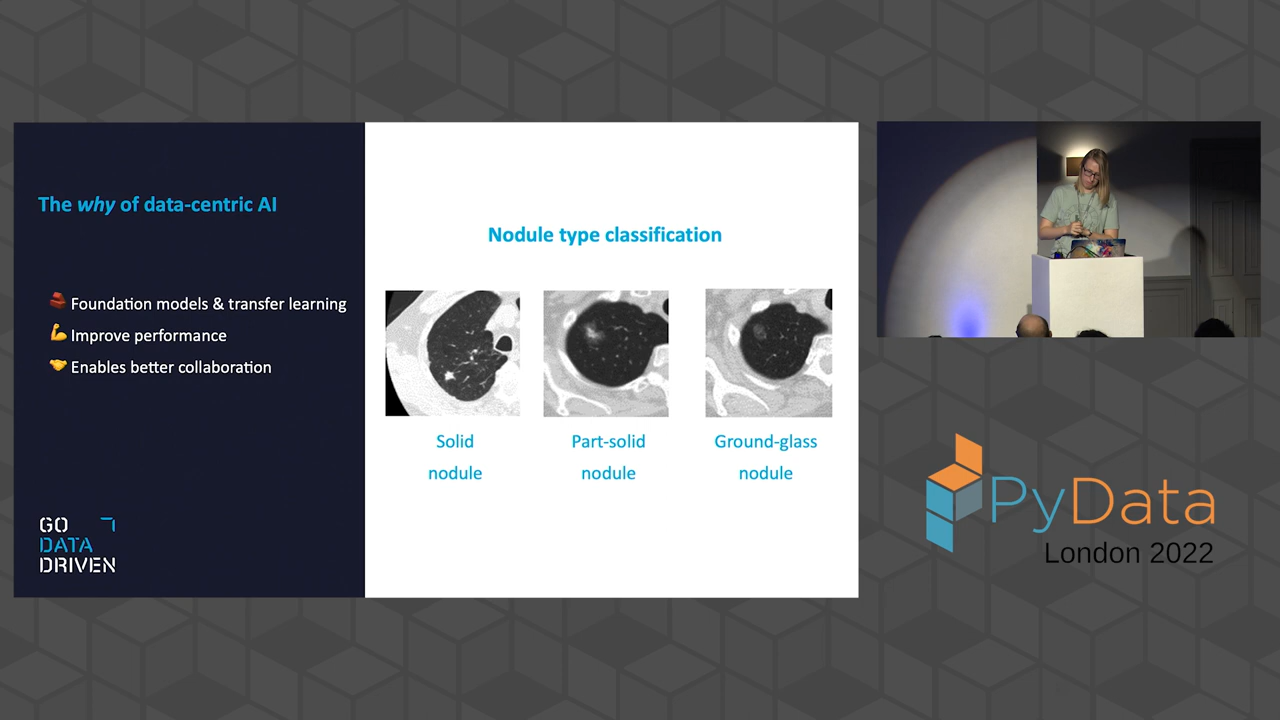 The why of data-centric AI
Foundation models & transfer learning
Improve performance
Enables better collaboration
GO
DATA
DRIVEN
Nodule type classification
Solid
nodule
Part-solid
nodule
Ground-glass
nodule
PyData
London 2022